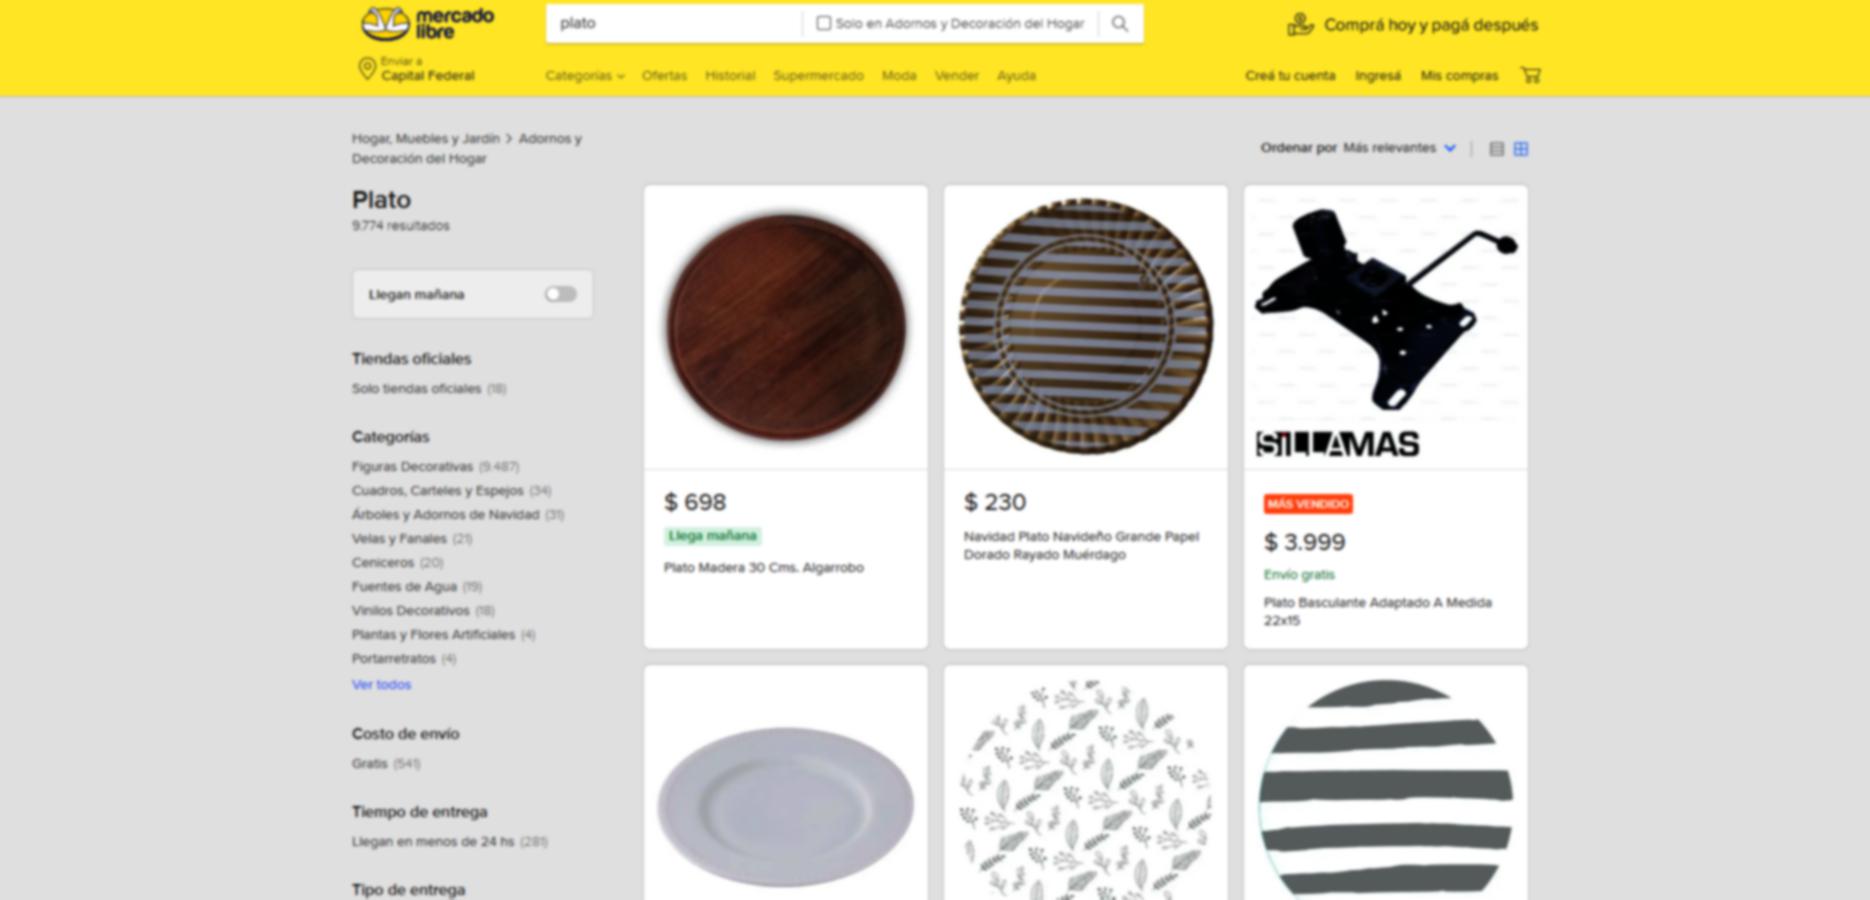 mercado
libre
plato
Solo en Adornos y Decoración del Hogar
Comprá hoy y pagá después
Enviar a
Capital Federal
Categorías
Ofertas
Historial
Supermercado
Moda
Vender
Ayuda
Creá tu cuenta
Ingresá
Mis compras
Hogar, Muebles y Jardín > Adornos y
Decoración del Hogar
Ordenar por Más relevantes
Plato
9.774 resultados
Llegan mañana
Tiendas oficiales
Solo tiendas oficiales (18)
Categorías
Figuras Decorativas (9.487)
Cuadros, Carteles y Espejos (34)
Árboles y Adornos de Navidad (31)
Velas y Fanales (21)
Ceniceros (20)
Fuentes de Agua (19)
Vinilos Decorativos (18)
Plantas y Flores Artificiales (4)
Portarretratos (4)
Ver todos
Costo de envío
Gratis (541)
Tiempo de entrega
Llegan en menos de 24 hs (281)
Tipo de entrega
$ 698
Llega mañana
Plato Madera 30 Cms. Algarrobo
$ 230
Navidad Plato Navideño Grande Papel
Dorado Rayado Muérdago
SiLLAMAS
MÁS VENDIDO
$ 3.999
Envío gratis
Plato Basculante Adaptado A Medida
22x15